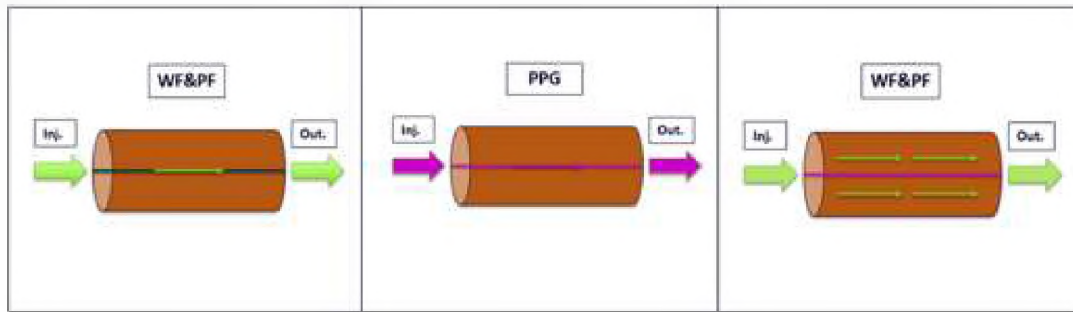 WF&PF
Inj.
Out.
PPG
Inj.
Out.
WF&PF
Inj.
Out.